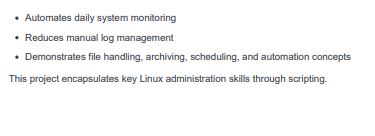 • Automates daily system monitoring
• Reduces manual log management
• Demonstrates file handling, archiving, scheduling, and automation concepts
This project encapsulates key Linux administration skills through scripting.